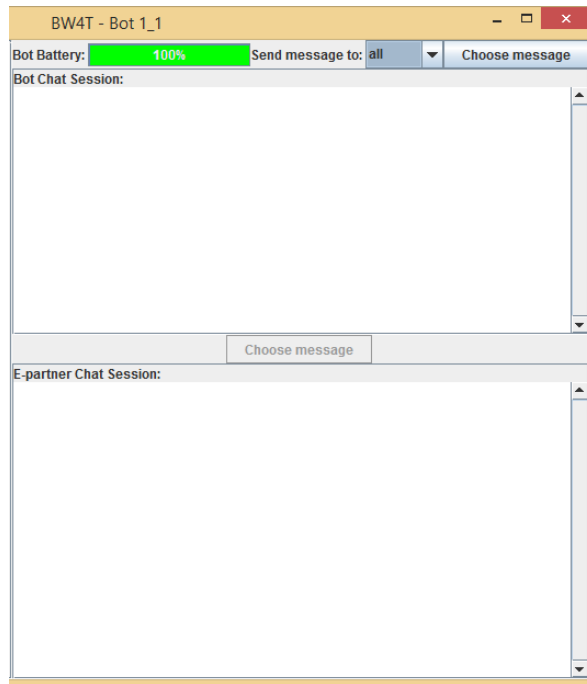 BW4T - Bot 1_1
Bot Battery: 100% Send message to: all Choose message
Bot Chat Session:
Choose message
E-partner Chat Session: